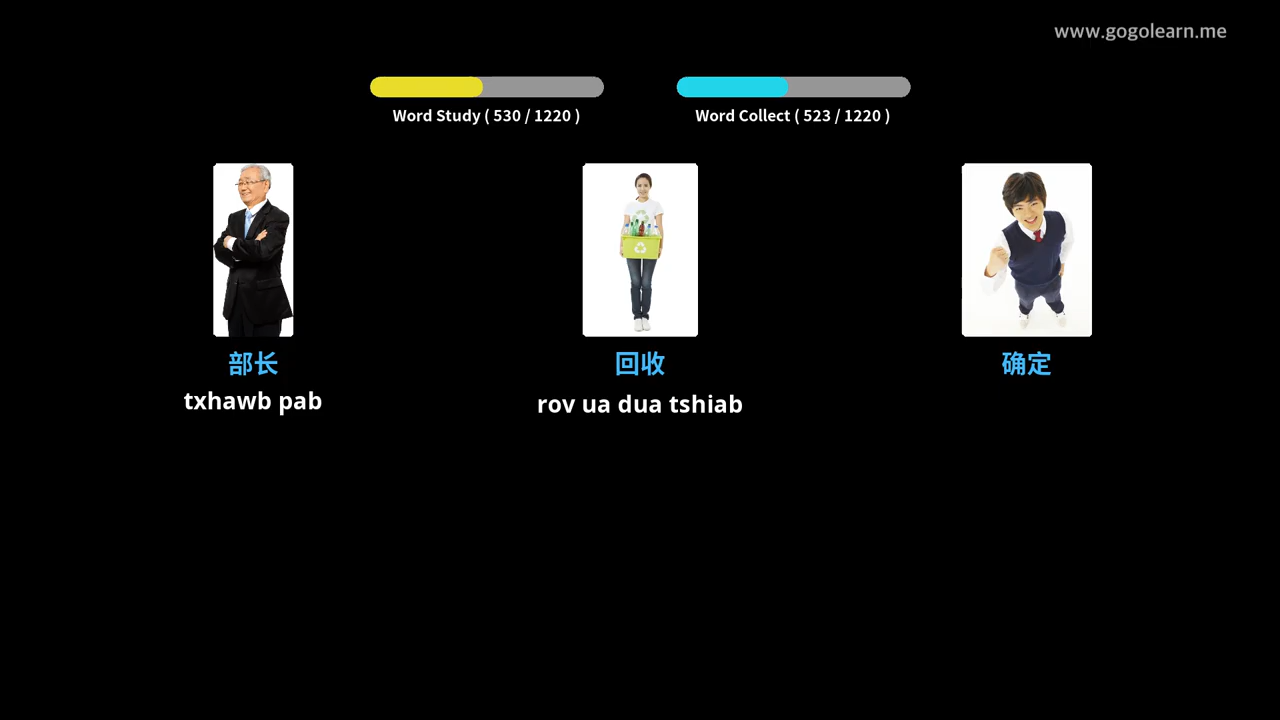 www.gogolearn.me
Word Study ( 530 / 1220 )
Word Collect ( 523 / 1220 )
部长
回收
确定
txhawb pab
rov ua dua tshiab